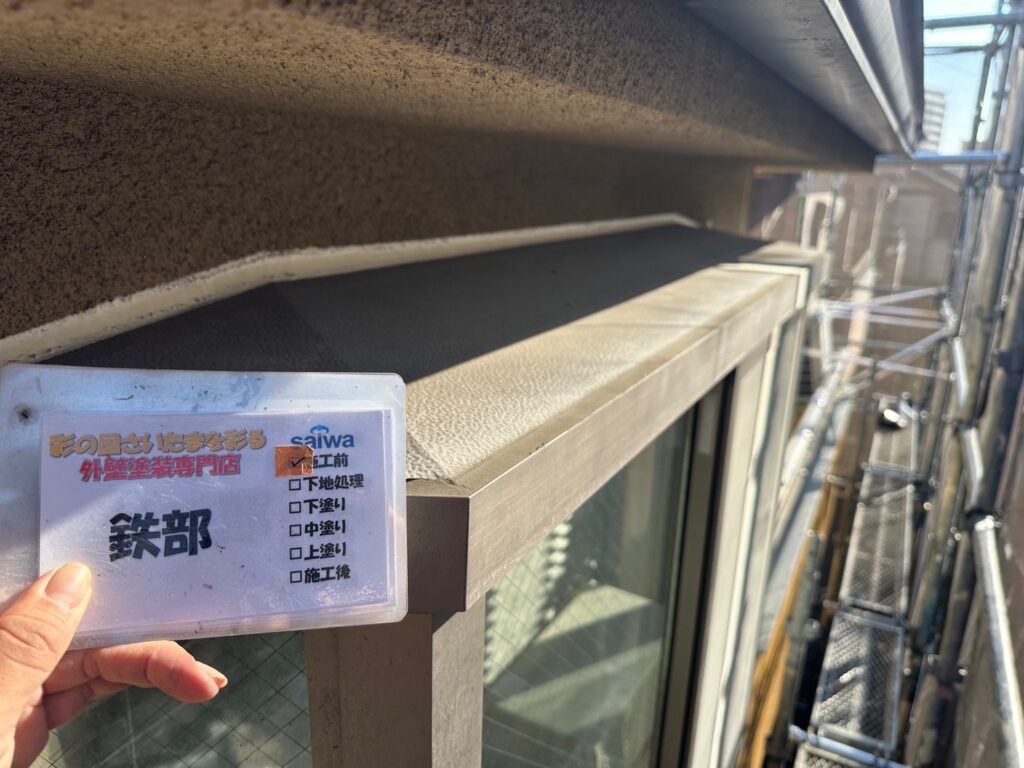 彩の国さいたまを彩る
外壁塗装専門店
saiwa
鉄部
✓施工前
□下地処理
□下塗り
□中塗り
□上塗り
□施工後